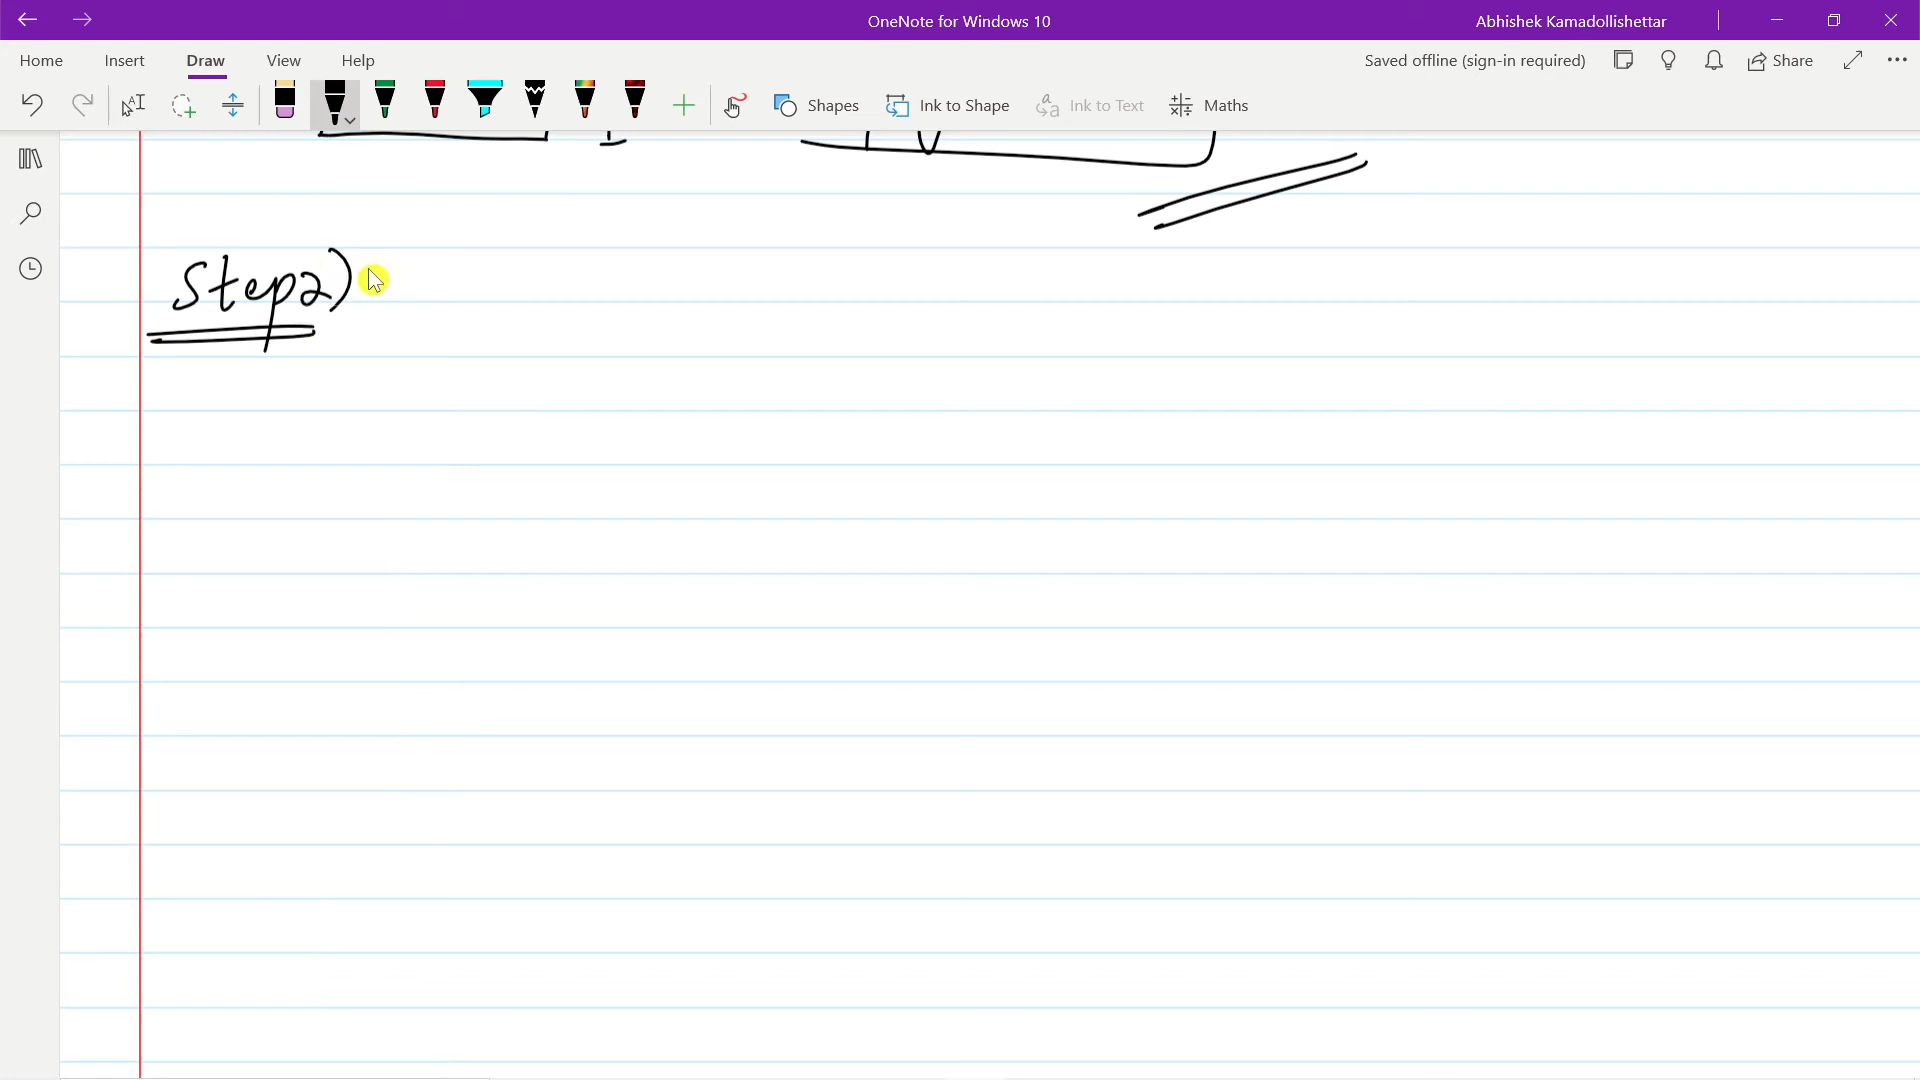 OneNote for Windows 10
Abhishek Kamadollishettar
Home Insert Draw View Help
Saved offline (sign-in required) Share
Shapes Ink to Shape Ink to Text Maths
Step2)